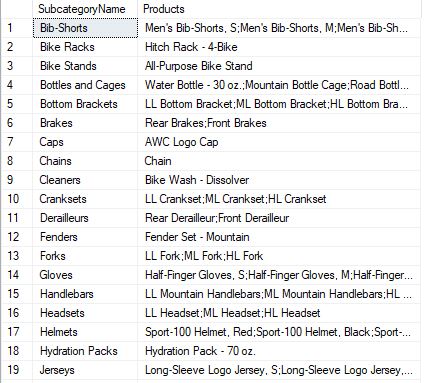 SubcategoryName Products
1 Bib-Shorts Men's Bib-Shorts, S;Men's Bib-Shorts, M;Men's Bib-Sh...
2 Bike Racks Hitch Rack - 4-Bike
3 Bike Stands All-Purpose Bike Stand
4 Bottles and Cages Water Bottle - 30 oz.;Mountain Bottle Cage;Road Bottl...
5 Bottom Brackets LL Bottom Bracket;ML Bottom Bracket;HL Bottom Bra...
6 Brakes Rear Brakes;Front Brakes
7 Caps AWC Logo Cap
8 Chains Chain
9 Cleaners Bike Wash - Dissolver
10 Cranksets LL Crankset;ML Crankset;HL Crankset
11 Derailleurs Rear Derailleur;Front Derailleur
12 Fenders Fender Set - Mountain
13 Forks LL Fork;ML Fork;HL Fork
14 Gloves Half-Finger Gloves, S;Half-Finger Gloves, M;Half-Finger...
15 Handlebars LL Mountain Handlebars;ML Mountain Handlebars;HL ...
16 Headsets LL Headset;ML Headset;HL Headset
17 Helmets Sport-100 Helmet, Red;Sport-100 Helmet, Black;Sport-...
18 Hydration Packs Hydration Pack - 70 oz.
19 Jerseys Long-Sleeve Logo Jersey, S;Long-Sleeve Logo Jersey, ...